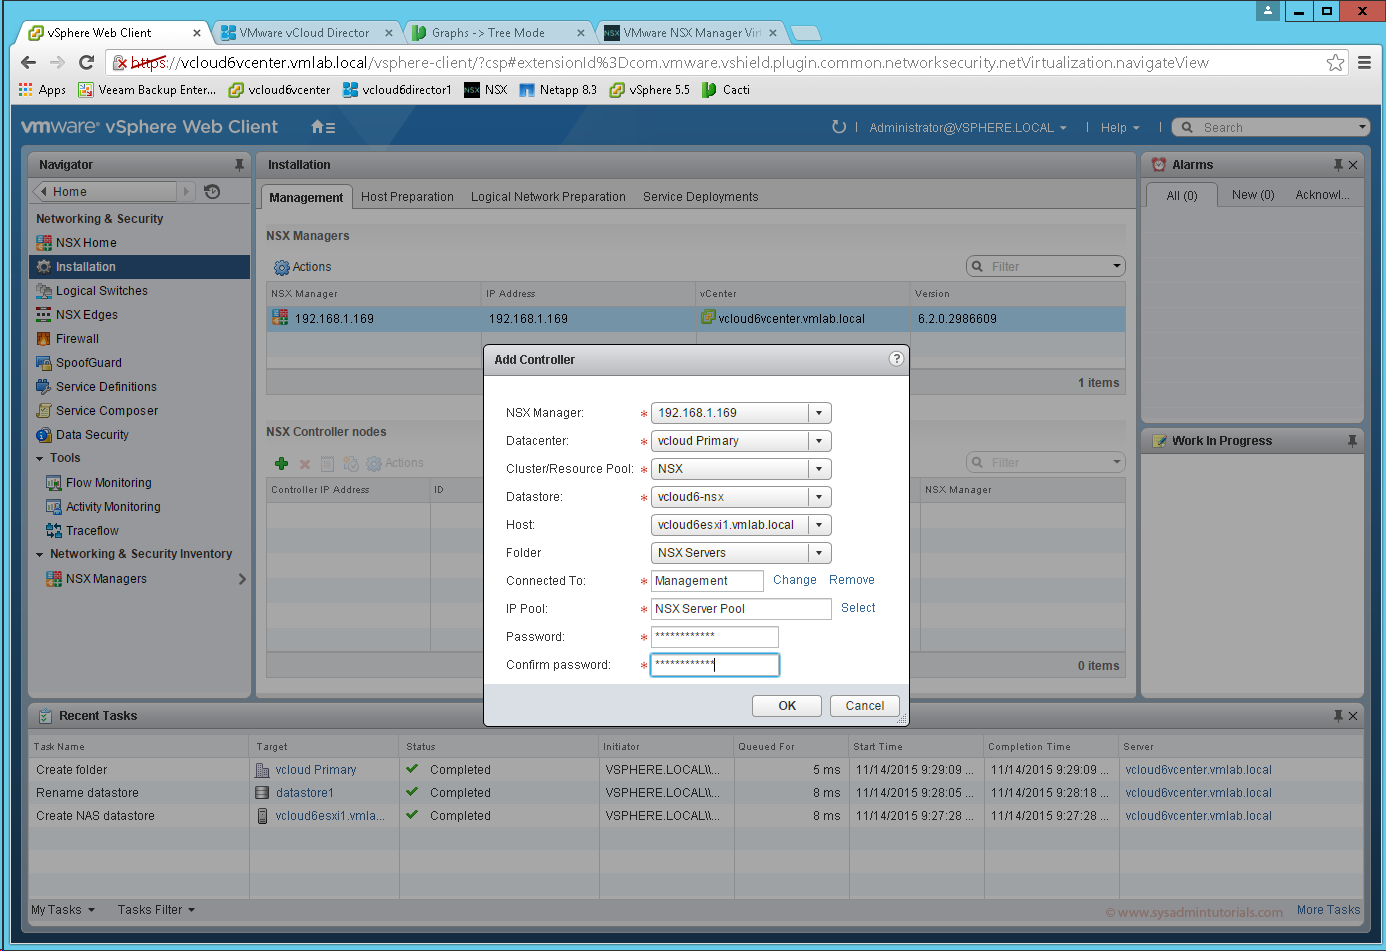 vSphere Web Client
VMware vCloud Director
Graphs -> Tree Mode
VMware NSX Manager Virt
https://vcloud6vcenter.vmlab.local/vsphere-client/?csp#extensionId%3Dcom.vmware.vshield.plugin.common.networksecurity.netVirtualization.navigateView
Apps
Veeam Backup Enter...
vcloud6vcenter
vcloud6director1
NSX
Netapp 8.3
vSphere 5.5
Cacti
vmware® vSphere Web Client
Administrator@VSPHERE.LOCAL
Help
Search
Navigator
Home
Networking & Security
NSX Home
Installation
Logical Switches
NSX Edges
Firewall
SpoofGuard
Service Definitions
Service Composer
Data Security
Tools
Flow Monitoring
Activity Monitoring
Traceflow
Networking & Security Inventory
NSX Managers
Installation
Management
Host Preparation
Logical Network Preparation
Service Deployments
NSX Managers
Actions
Filter
NSX Manager
IP Address
vCenter
Version
192.168.1.169
192.168.1.169
vcloud6vcenter.vmlab.local
6.2.0.2986609
1 items
NSX Controller nodes
Actions
Filter
Controller IP Address
ID
NSX Manager
0 items
Add Controller
?
NSX Manager: * 192.168.1.169
Datacenter: * vcloud Primary
Cluster/Resource Pool: * NSX
Datastore: * vcloud6-nsx
Host: vcloud6esxi1.vmlab.local
Folder NSX Servers
Connected To: * Management Change Remove
IP Pool: * NSX Server Pool Select
Password: * ************
Confirm password: * ************
OK
Cancel
Alarms
All (0)
New (0)
Acknowl...
Work In Progress
Recent Tasks
Task Name Target Status Initiator Queued For Start Time Completion Time Server
Create folder vcloud Primary Completed VSPHERE.LOCAL\\... 5 ms 11/14/2015 9:29:09 ... 11/14/2015 9:29:09 ... vcloud6vcenter.vmlab.local
Rename datastore datastore1 Completed VSPHERE.LOCAL\\... 8 ms 11/14/2015 9:28:05 ... 11/14/2015 9:28:18 ... vcloud6vcenter.vmlab.local
Create NAS datastore vcloud6esxi1.vmla... Completed VSPHERE.LOCAL\\... 8 ms 11/14/2015 9:27:28 ... 11/14/2015 9:27:28 ... vcloud6vcenter.vmlab.local
My Tasks
Tasks Filter
© www.sysadmintutorials.com
More Tasks